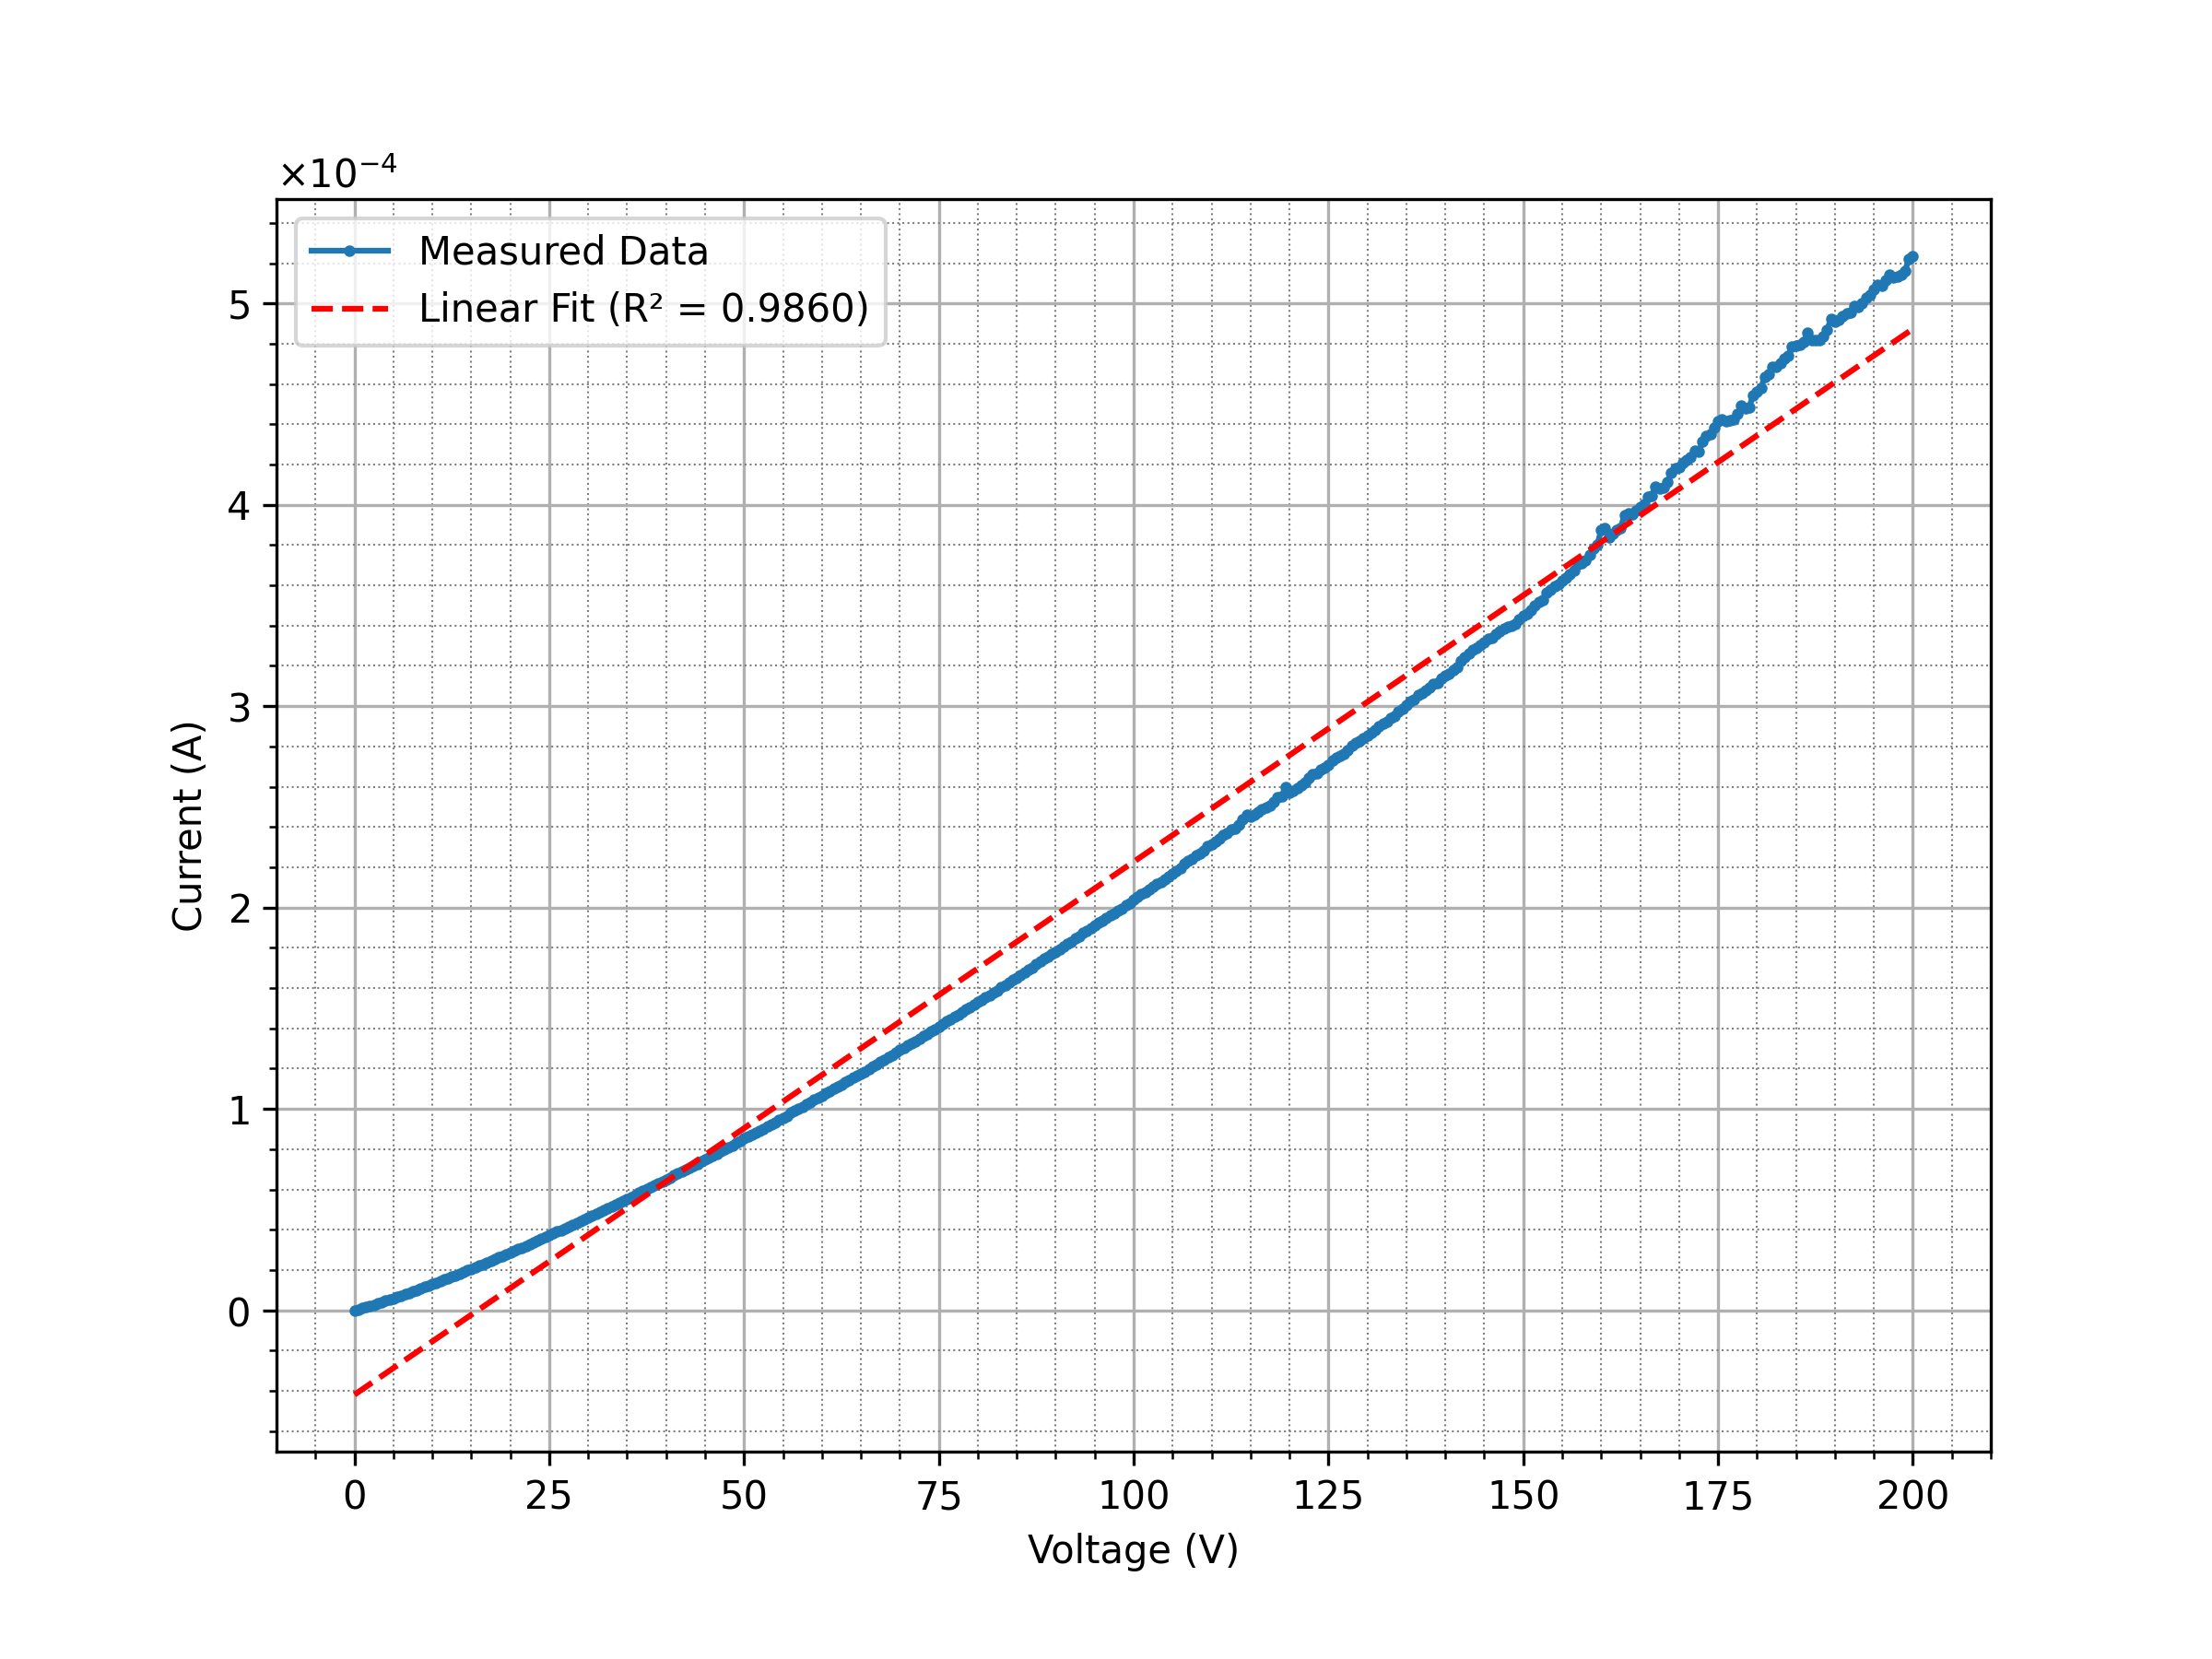 ×10⁻⁴
Measured Data
Linear Fit (R² = 0.9860)
5
4
3
2
1
0
Current (A)
0 25 50 75 100 125 150 175 200
Voltage (V)